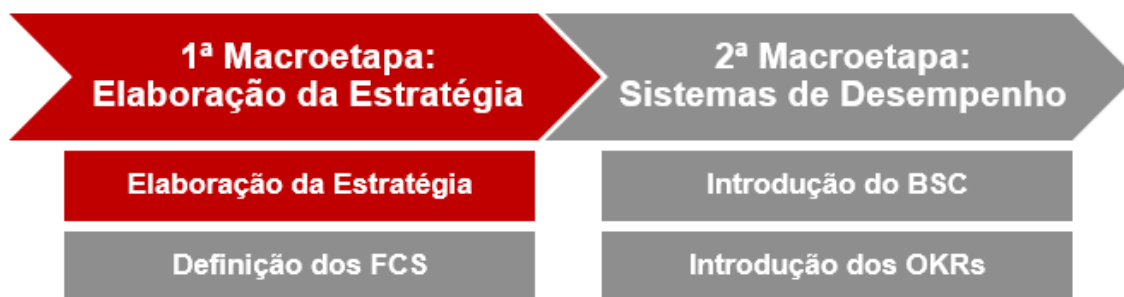 1ª Macroetapa:
Elaboração da Estratégia
2ª Macroetapa:
Sistemas de Desempenho
Elaboração da Estratégia
Introdução do BSC
Definição dos FCS
Introdução dos OKRs